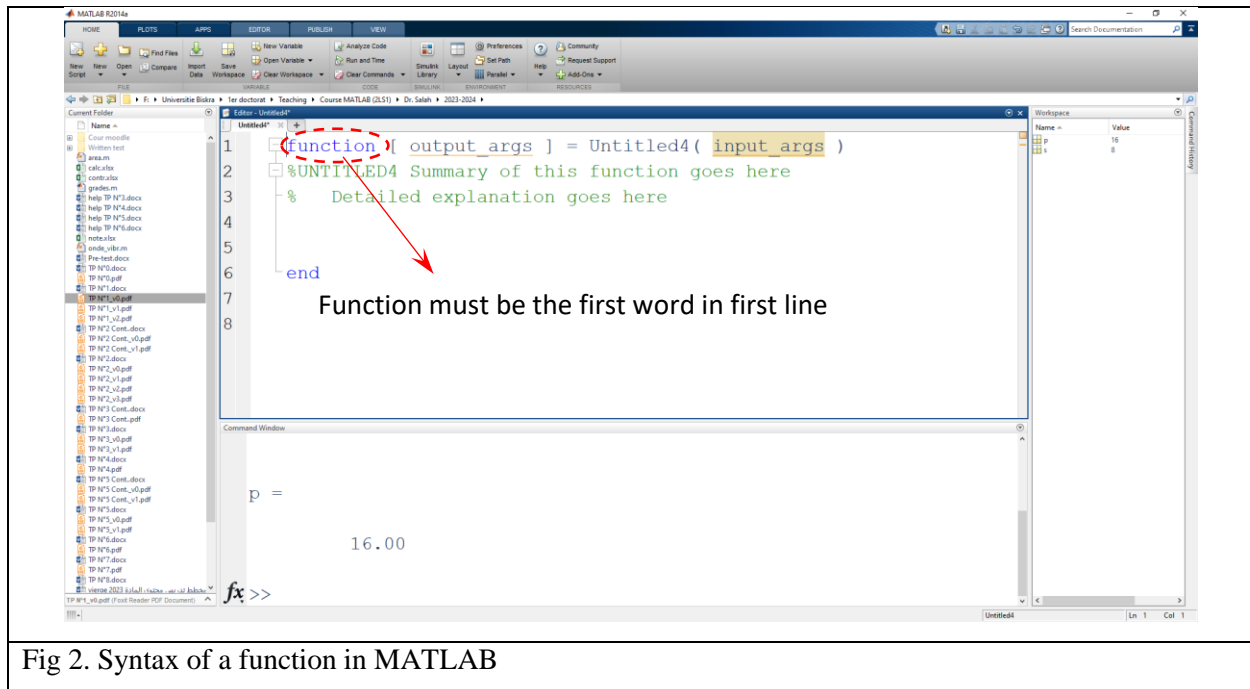 MATLAB R2014a
HOME PLOTS APPS EDITOR PUBLISH VIEW
Search Documentation
New Script
New
Open
Find Files
Compare
Import Data
Save Workspace
New Variable
Open Variable
Clear Workspace
Analyze Code
Run and Time
Clear Commands
Simulink Library
Layout
Preferences
Set Path
Parallel
Help
Community
Request Support
Add-Ons
FILE VARIABLE CODE SIMULINK ENVIRONMENT RESOURCES
F: Universitie Biskra 1er doctorat Teaching Course MATLAB (2LS1) Dr. Salah 2023-2024
Current Folder
Name
Cour moodle
Written test
area.m
calc.xlsx
contr.xlsx
grades.m
help TP N°3.docx
help TP N°4.docx
help TP N°5.docx
help TP N°6.docx
note.xlsx
onde_vibr.m
Pre-test.docx
TP N°0.docx
TP N°0.pdf
TP N°1.docx
TP N°1_v0.pdf
TP N°1_v1.pdf
TP N°1_v2.pdf
TP N°2 Cont..docx
TP N°2 Cont._v0.pdf
TP N°2 Cont._v1.pdf
TP N°2.docx
TP N°2_v0.pdf
TP N°2_v1.pdf
TP N°2_v2.pdf
TP N°2_v3.pdf
TP N°3 Cont..docx
TP N°3 Cont..pdf
TP N°3.docx
TP N°3_v0.pdf
TP N°3_v1.pdf
TP N°4.docx
TP N°4.pdf
TP N°5 Cont..docx
TP N°5 Cont._v0.pdf
TP N°5 Cont._v1.pdf
TP N°5.docx
TP N°5_v0.pdf
TP N°5_v1.pdf
TP N°6.docx
TP N°6.pdf
TP N°7.docx
TP N°7.pdf
TP N°8.docx
vierge 2023
TP N°1_v0.pdf (Foxit Reader PDF Document)
Editor - Untitled4*
Untitled4* × +
1 function [ output_args ] = Untitled4( input_args )
2 %UNTITLED4 Summary of this function goes here
3 % Detailed explanation goes here
4
5
6 end
7
8
Function must be the first word in first line
Command Window
p =
16.00
fx >>
Workspace
Name Value
p 16
s 8
Command History
Untitled4 Ln 1 Col 1
Fig 2. Syntax of a function in MATLAB